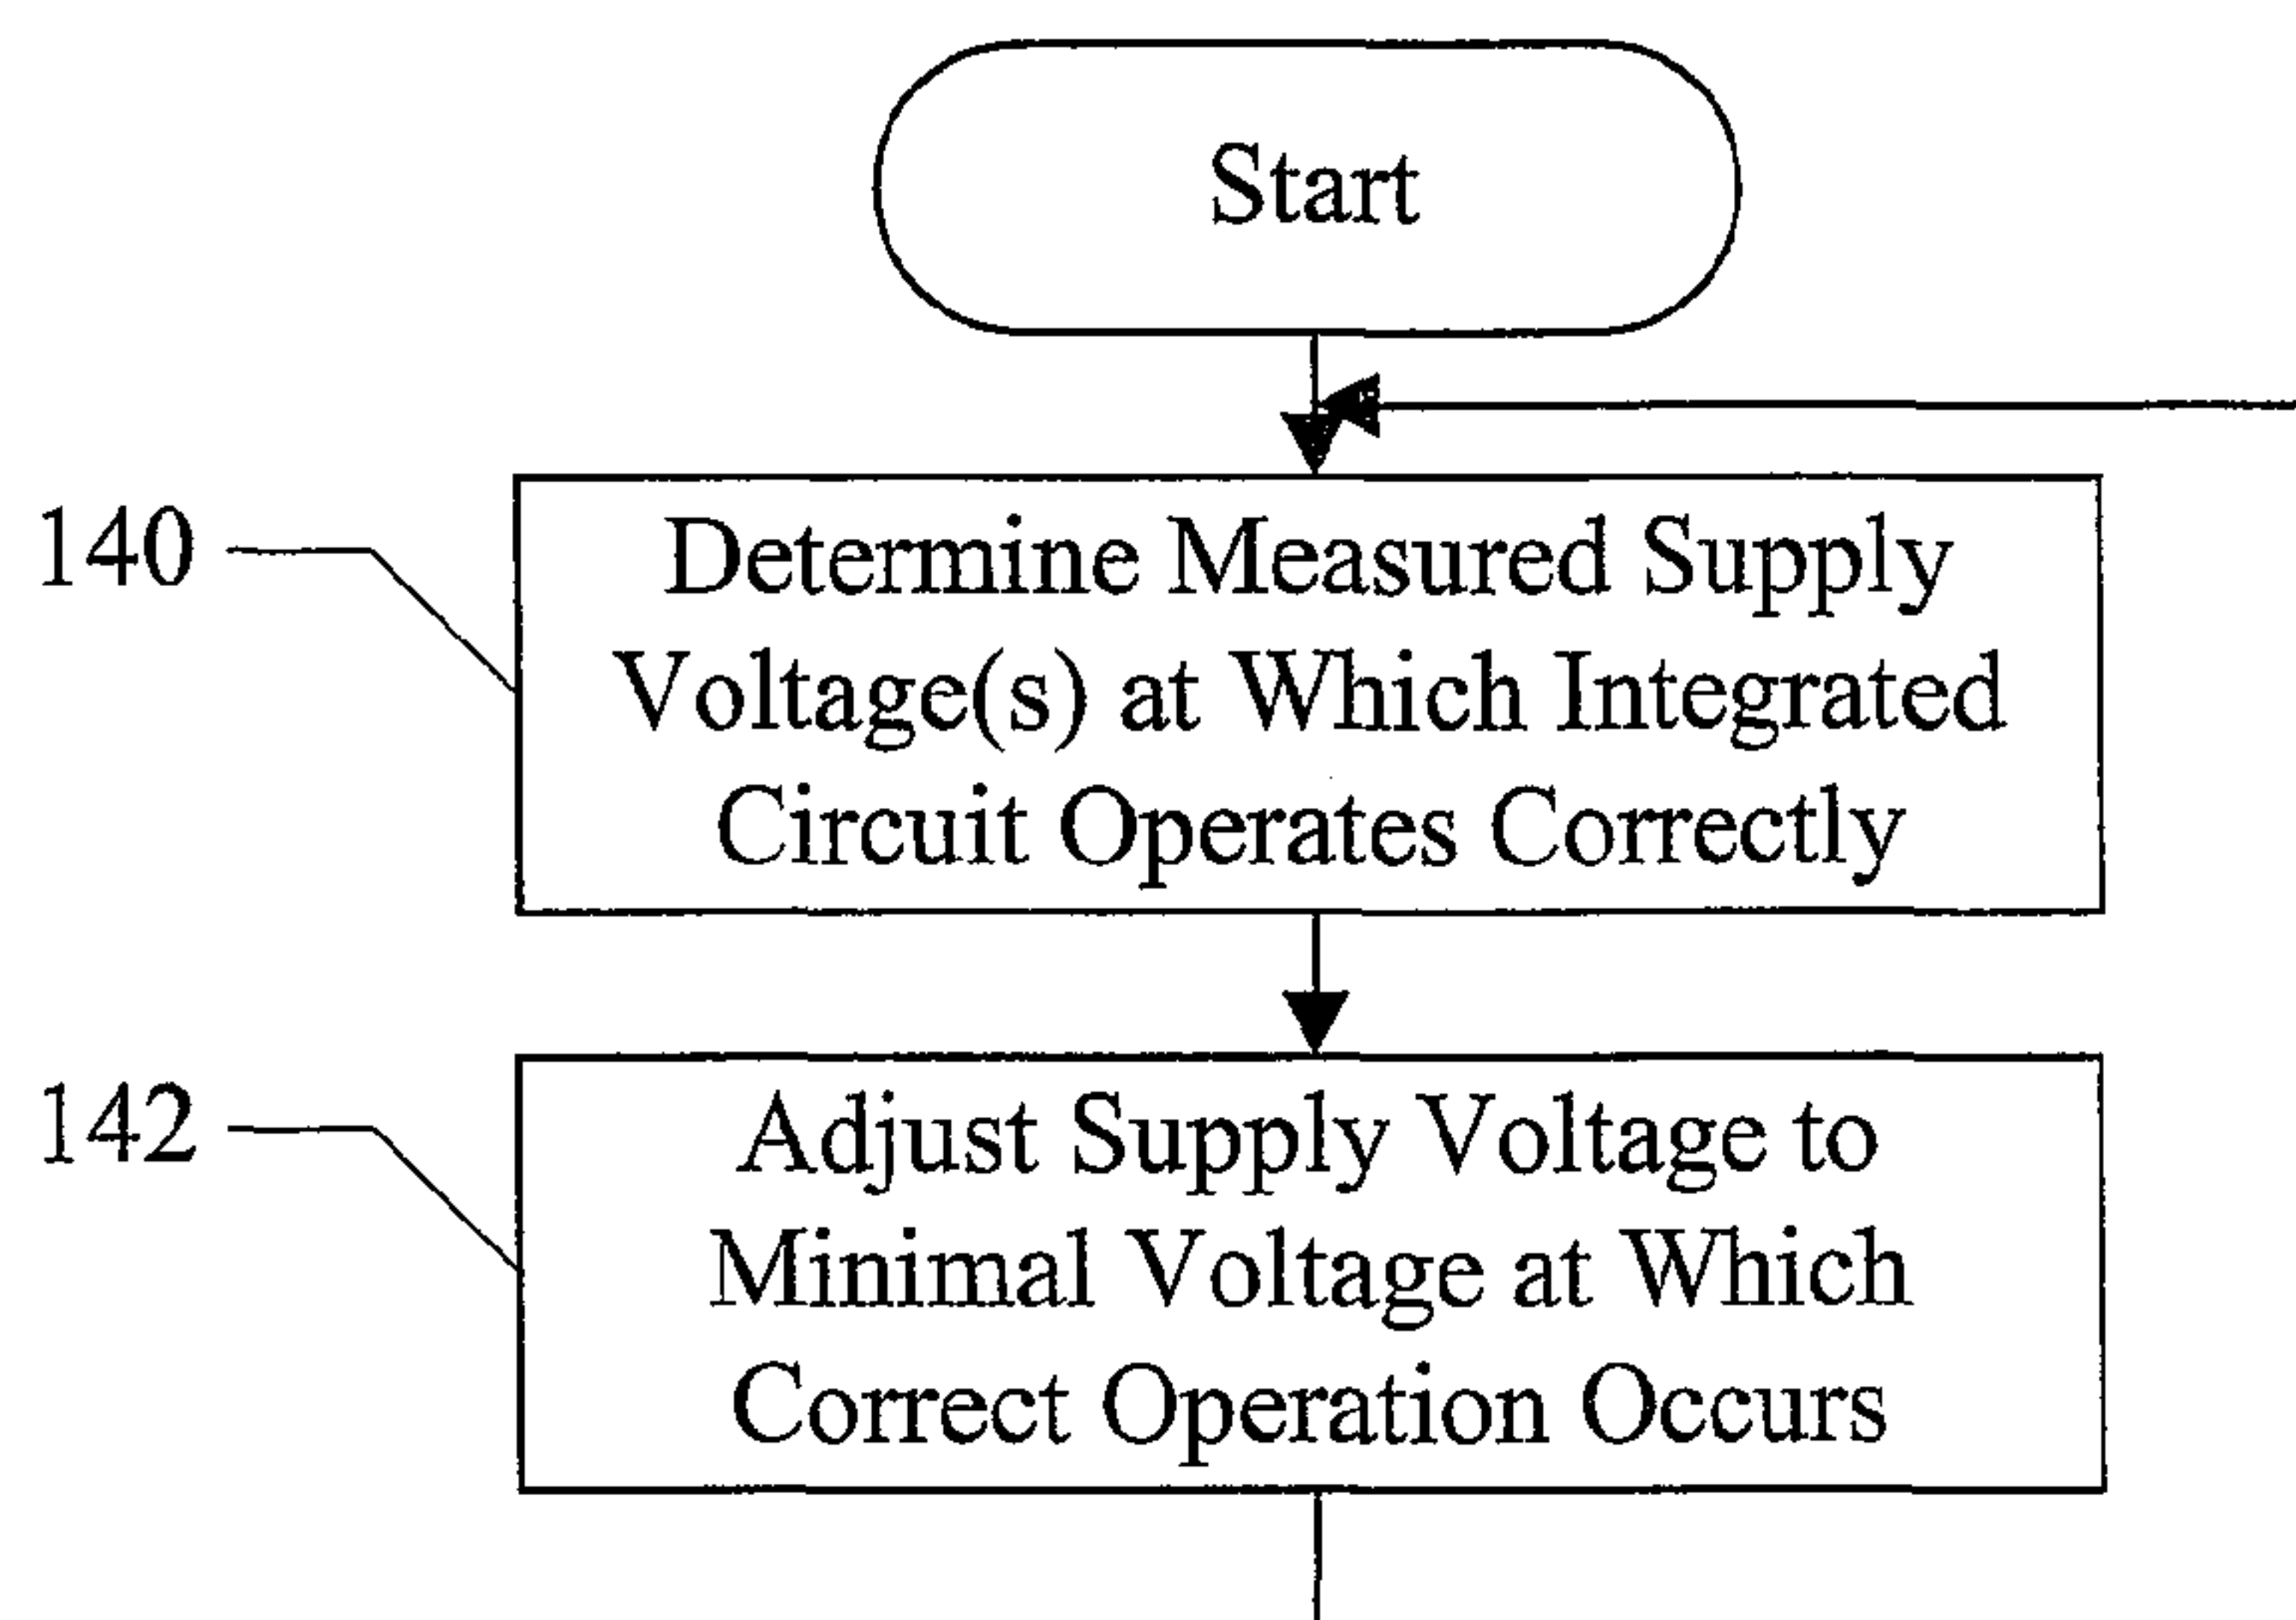 Start
140
Determine Measured Supply
Voltage(s) at Which Integrated
Circuit Operates Correctly
142
Adjust Supply Voltage to
Minimal Voltage at Which
Correct Operation Occurs